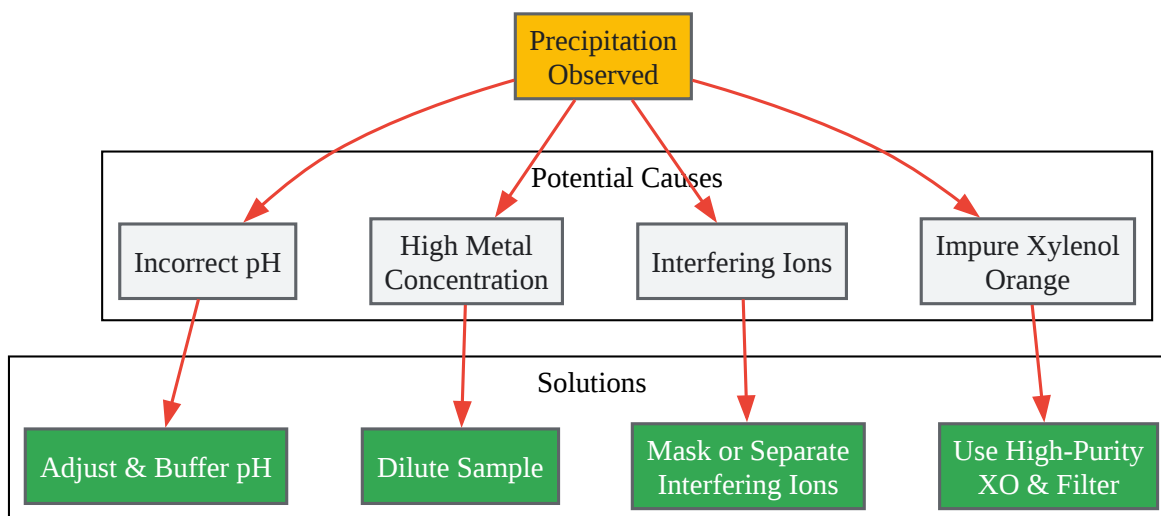 Precipitation
Observed
Potential Causes
Incorrect pH
High Metal
Concentration
Interfering Ions
Impure Xylenol
Orange
Solutions
Adjust & Buffer pH
Dilute Sample
Mask or Separate
Interfering Ions
Use High-Purity
XO & Filter